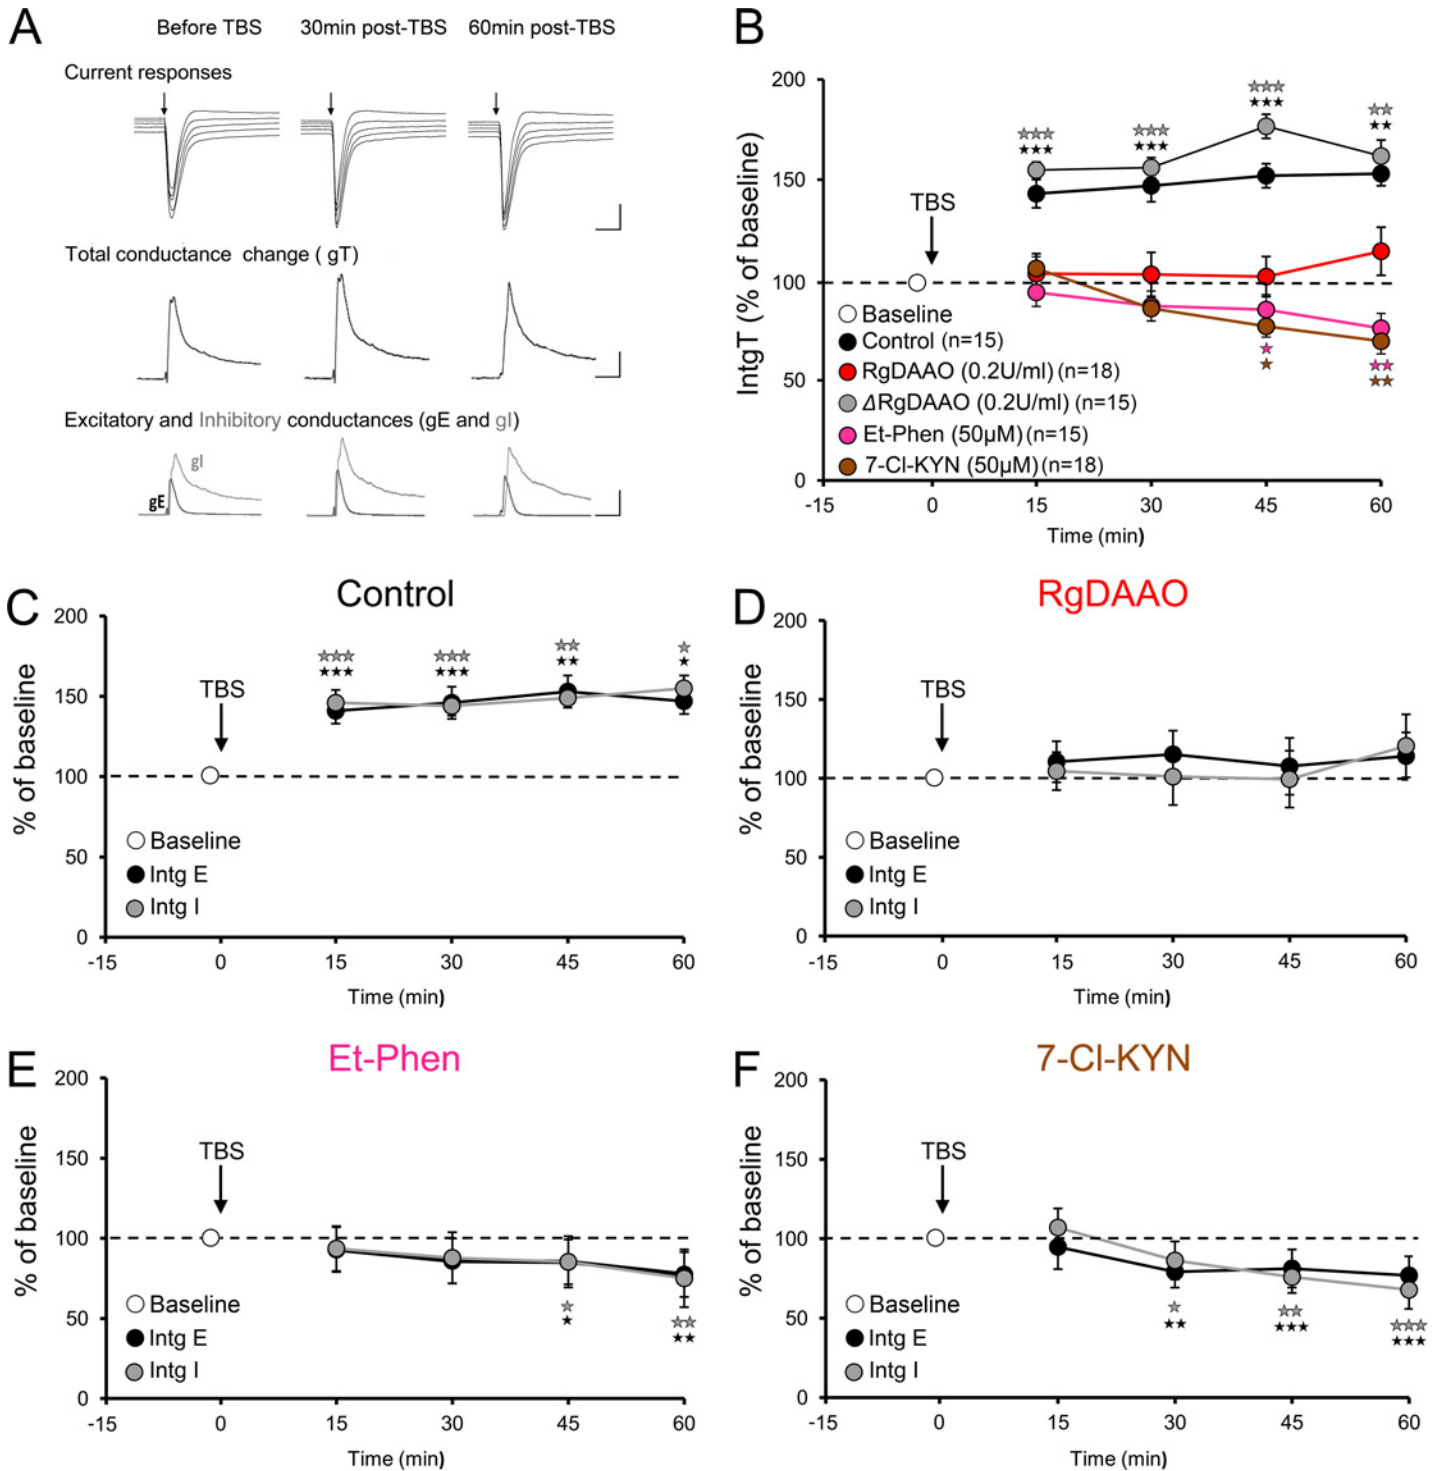 A
Before TBS 30min post-TBS 60min post-TBS
Current responses
Total conductance change ( gT)
Excitatory and Inhibitory conductances (gE and gI)
gI
gE
B
IntgT (% of baseline)
200
150
100
50
0
TBS
★★★ ★★★ ★★★ ★★
★★★ ★★★ ★★★ ★★
Baseline
Control (n=15)
RgDAAO (0.2U/ml) (n=18)
ΔRgDAAO (0.2U/ml) (n=15)
Et-Phen (50µM) (n=15)
7-Cl-KYN (50µM) (n=18)
★ ★★
★ ★★
-15 0 15 30 45 60
Time (min)
C
Control
% of baseline
200
150
100
50
0
TBS
★★★ ★★★ ★★ ★
★★★ ★★★ ★★ ★
Baseline
Intg E
Intg I
-15 0 15 30 45 60
Time (min)
D
RgDAAO
% of baseline
200
150
100
50
0
TBS
Baseline
Intg E
Intg I
-15 0 15 30 45 60
Time (min)
E
Et-Phen
% of baseline
200
150
100
50
0
TBS
Baseline
Intg E
Intg I
★ ★★
★ ★★
-15 0 15 30 45 60
Time (min)
F
7-Cl-KYN
% of baseline
200
150
100
50
0
TBS
Baseline
Intg E
Intg I
★ ★★ ★★★
★★ ★★★ ★★★
-15 0 15 30 45 60
Time (min)